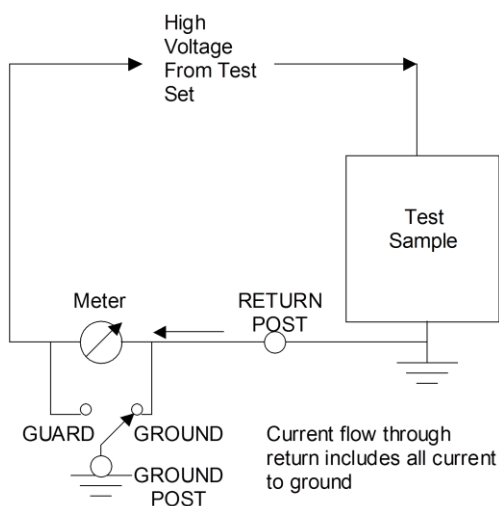 High
Voltage
From Test
Set
Test
Sample
Meter
RETURN
POST
GUARD
GROUND
GROUND
POST
Current flow through
return includes all current
to ground